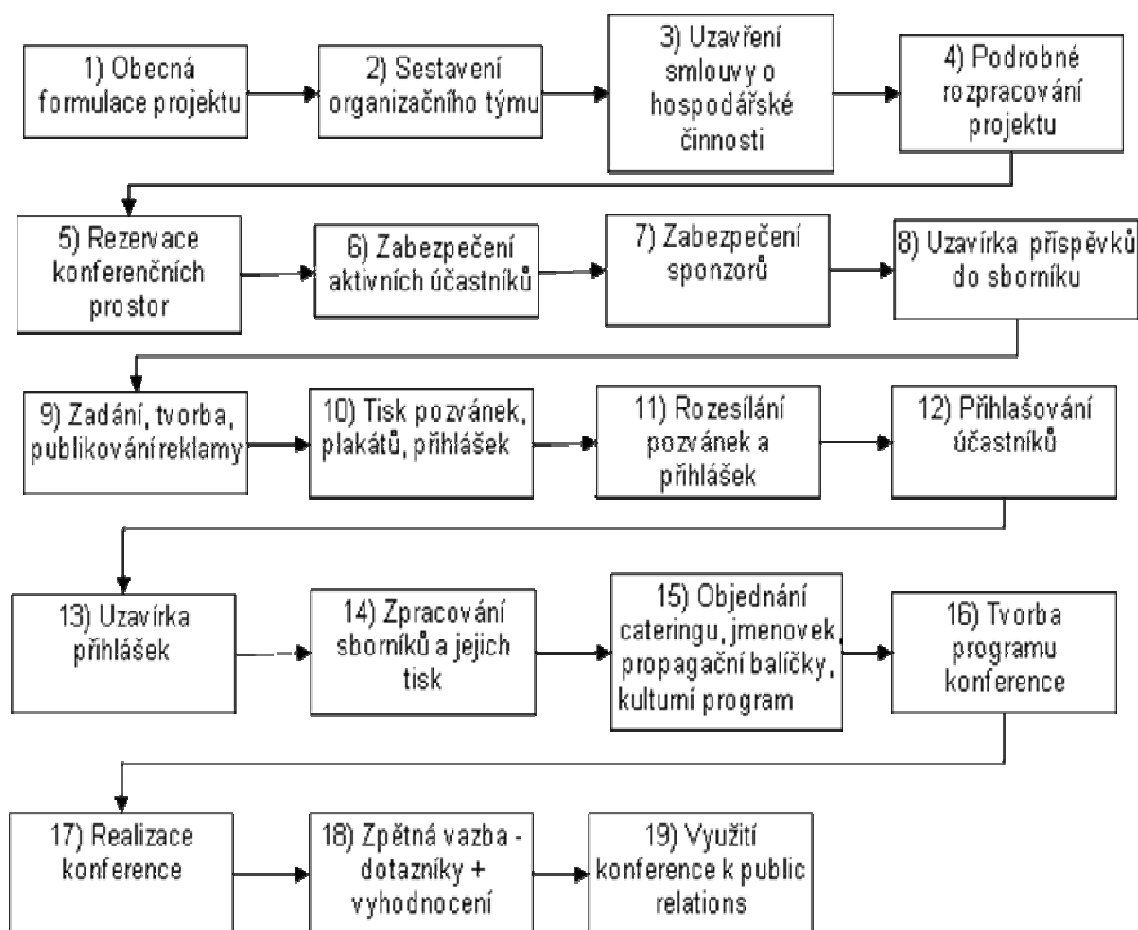 1) Obecná
formulace projektu
2) Sestavení
organizačního týmu
3) Uzavření
smlouvy o
hospodářské
činnosti
4) Podrobné
rozpracování
projektu
5) Rezervace
konferenčních
prostor
6) Zabezpečení
aktivních účastníků
7) Zabezpečení
sponzorů
8) Uzavírka příspěvků
do sborníku
9) Zadání, tvorba,
publikování reklamy
10) Tisk pozvánek,
plakátů, přihlášek
11) Rozesílání
pozvánek a
přihlášek
12) Přihlašování
účastníků
13) Uzavírka
přihlášek
14) Zpracování
sborníků a jejich
tisk
15) Objednání
cateringu, jmenovek,
propagační balíčky,
kulturní program
16) Tvorba
programu
konference
17) Realizace
konference
18) Zpětná vazba -
dotazníky +
vyhodnocení
19) Využití
konference k public
relations